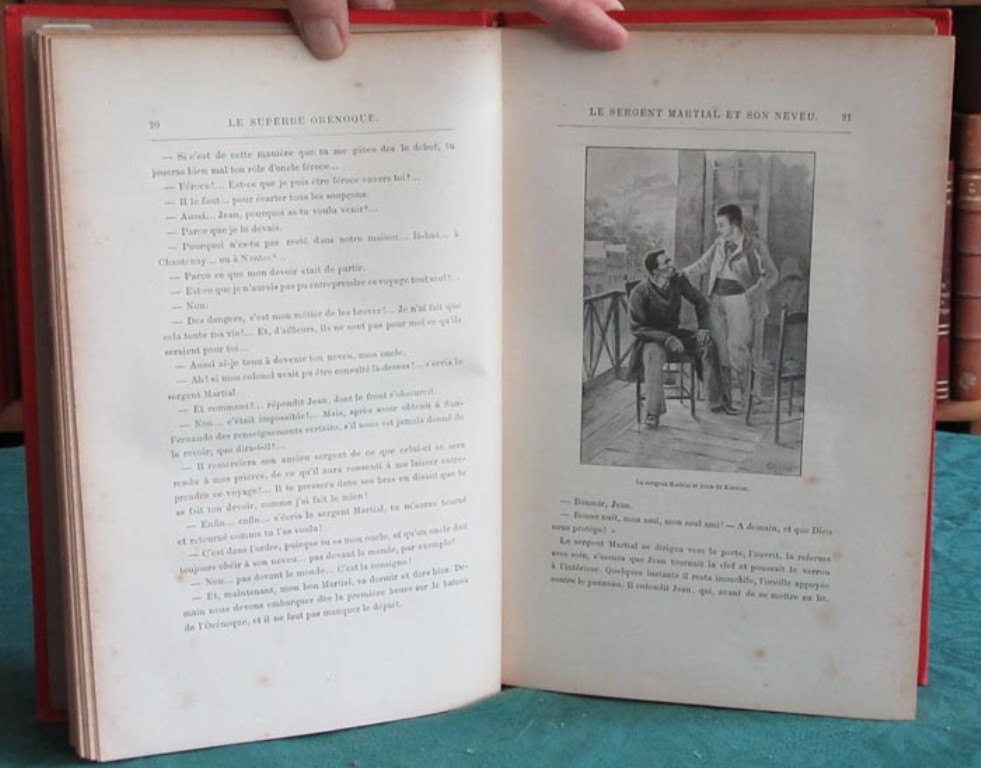 20
LE SUPERBE ORÉNOQUE.
— Si c'est de cette manière que tu me gâtes dès le début, tu
joueras bien mal ton rôle d'oncle féroce...
— Féroce!... Est-ce que je puis être féroce envers toi?...
— Il le faut... pour écarter tous les soupçons.
— Aussi... Jean, pourquoi as-tu voulu venir?...
— Parce que je le devais.
— Pourquoi n'es-tu pas resté dans notre maison... là-bas... à
Chantenay... ou à Nantes?...
— Parce que mon devoir était de partir.
— Est-ce que je n'aurais pas pu entreprendre ce voyage tout seul?...
— Non.
— Des dangers, c'est mon métier de les braver!... Je n'ai fait que
cela toute ma vie!... Et, d'ailleurs, ils ne sont pas pour moi ce qu'ils
seraient pour toi...
— Aussi ai-je tenu à devenir ton neveu, mon oncle.
— Ah! si mon colonel avait pu être consulté là-dessus!... s'écria le
sergent Martial.
— Et comment?... répondit Jean, dont le front s'obscurcit.
— Non... c'était impossible!... Mais, après avoir obtenu à San-
Fernando des renseignements certains, s'il nous est jamais donné de
le revoir, que dira-t-il?...
— Il remerciera son ancien sergent de ce que celui-ci se sera
rendu à mes prières, de ce qu'il aura consenti à me laisser entre-
prendre ce voyage!... Il te pressera dans ses bras en disant que tu
as fait ton devoir, comme j'ai fait le mien!
— Enfin... enfin... s'écria le sergent Martial, tu m'auras tourné
et retourné comme tu l'as voulu!
— C'est dans l'ordre, puisque tu es mon oncle, et qu'un oncle doit
toujours obéir à son neveu... pas devant le monde, par exemple!
— Non... pas devant le monde... C'est la consigne!
— Et, maintenant, mon bon Martial, va dormir et dors bien. De-
main nous devons embarquer dès la première heure sur le bateau
de l'Orénoque, et il ne faut pas manquer le départ.
LE SERGENT MARTIAL ET SON NEVEU.
21
Le sergent Martial et Jean de Kermor.
— Bonsoir, Jean.
— Bonne nuit, mon ami, mon seul ami! — A demain, et que Dieu
nous protège! »
Le sergent Martial se dirigea vers la porte, l'ouvrit, la referma
avec soin, s'assura que Jean tournait la clef et poussait le verrou
à l'intérieur. Quelques instants il resta immobile, l'oreille appuyée
contre le panneau. Il entendit Jean, qui, avant de se mettre au lit,